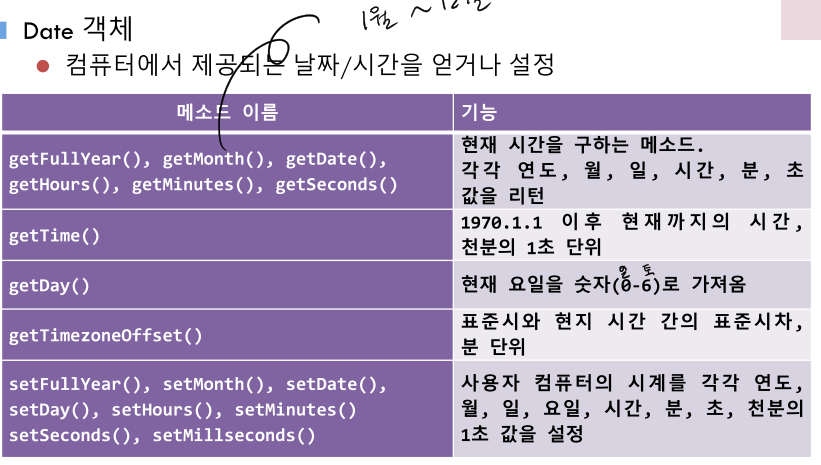 1월 ~ 12월
Date 객체
컴퓨터에서 제공되는 날짜/시간을 얻거나 설정
메소드 이름 기능
getFullYear(), getMonth(), getDate(),
getHours(), getMinutes(), getSeconds()
현재 시간을 구하는 메소드.
각각 연도, 월, 일, 시간, 분, 초
값을 리턴
getTime()
1970.1.1 이후 현재까지의 시간,
천분의 1초 단위
getDay()
일 토
현재 요일을 숫자(0-6)로 가져옴
getTimezoneOffset()
표준시와 현지 시간 간의 표준시차,
분 단위
setFullYear(), setMonth(), setDate(),
setDay(), setHours(), setMinutes()
setSeconds(), setMillseconds()
사용자 컴퓨터의 시계를 각각 연도,
월, 일, 요일, 시간, 분, 초, 천분의
1초 값을 설정